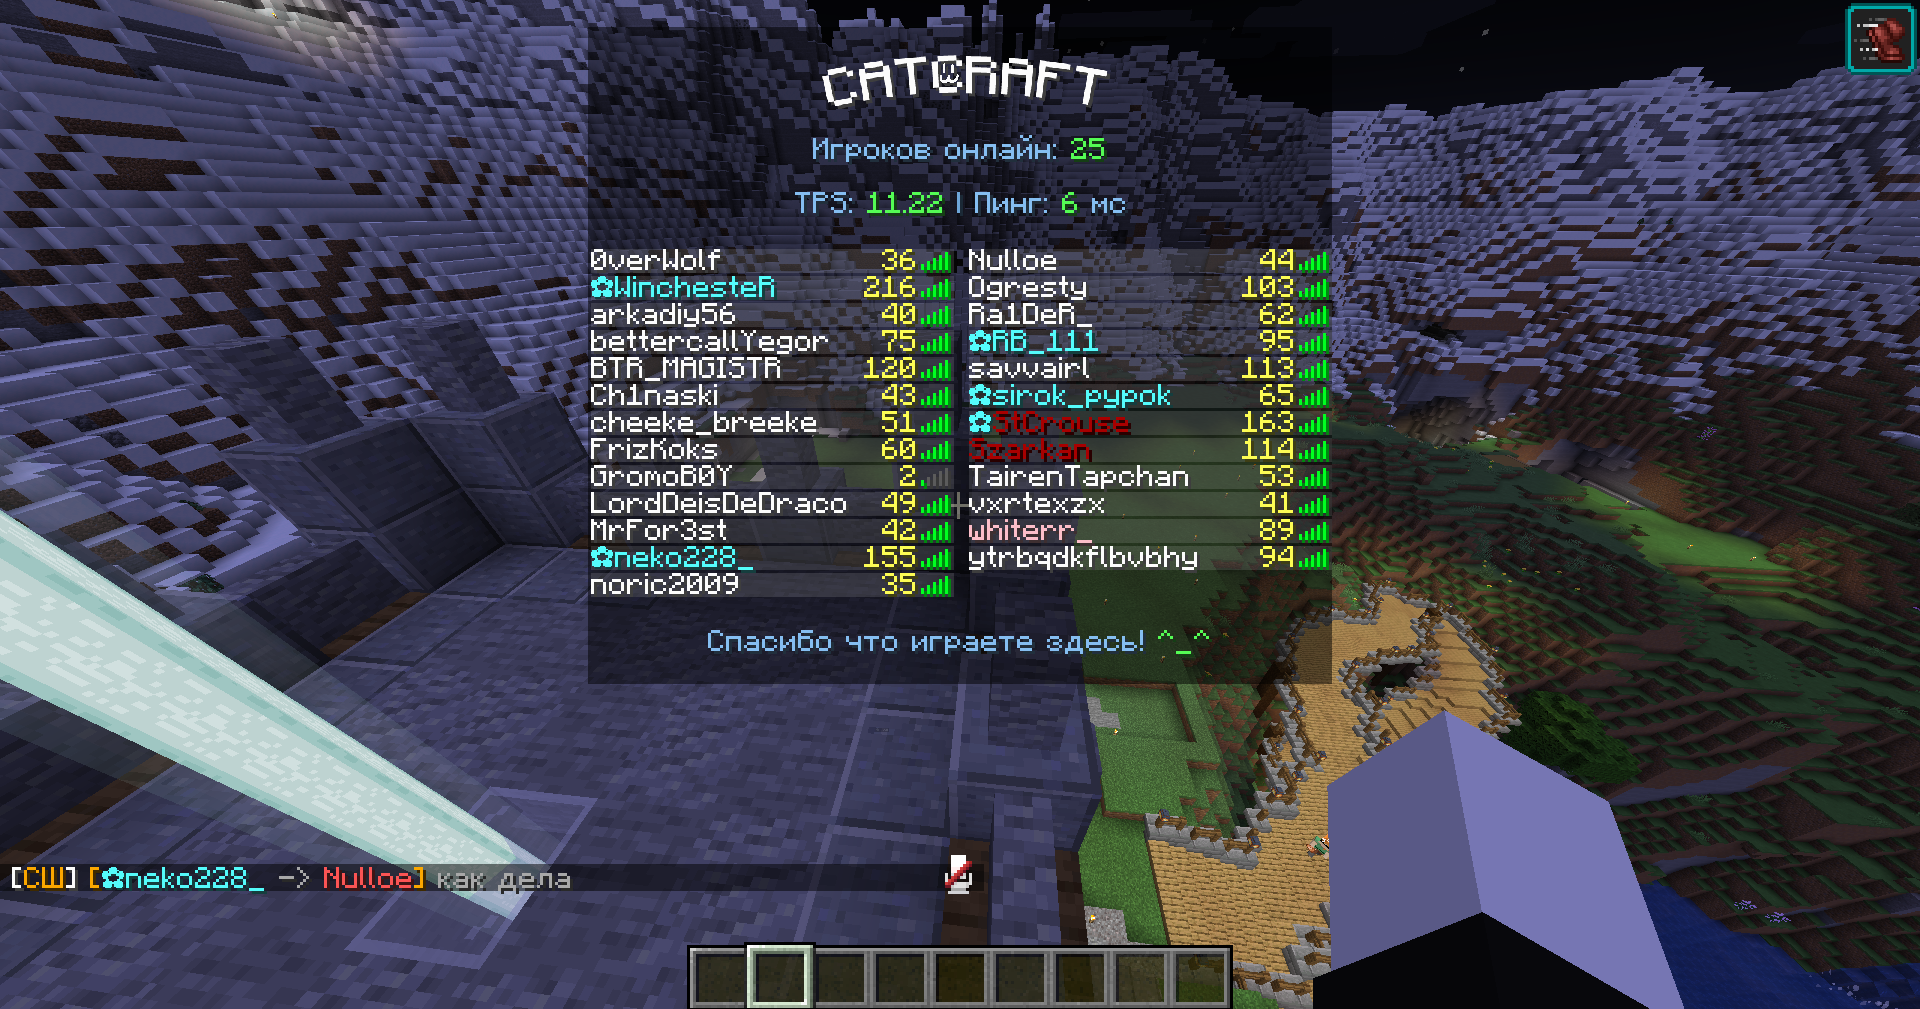 CATCRAFT
Игроков онлайн: 25
TPS: 11.22 | Пинг: 6 мс
0verWolf 36
✿WinchesteR 216
arkadiy56 40
bettercallYegor 75
BTR_MAGISTR 120
Ch1naski 43
cheeke_breeke 51
FrizKoks 60
GromoB0Y 2
LordDeisDeDraco 49
MrFor3st 42
✿neko228_ 155
noric2009 35
Nulloe 44
Ogresty 103
Ra1DeR_ 62
✿RB_111 95
savvairl 113
✿sirok_pypok 65
✿StCrouse 163
Szarkan 114
TairenTapchan 53
vxrtexzx 41
whiterr_ 89
ytrbqdkflbvbhy 94
Спасибо что играете здесь! ^_^
[СШ] [✿neko228_ -> Nulloe] как дела